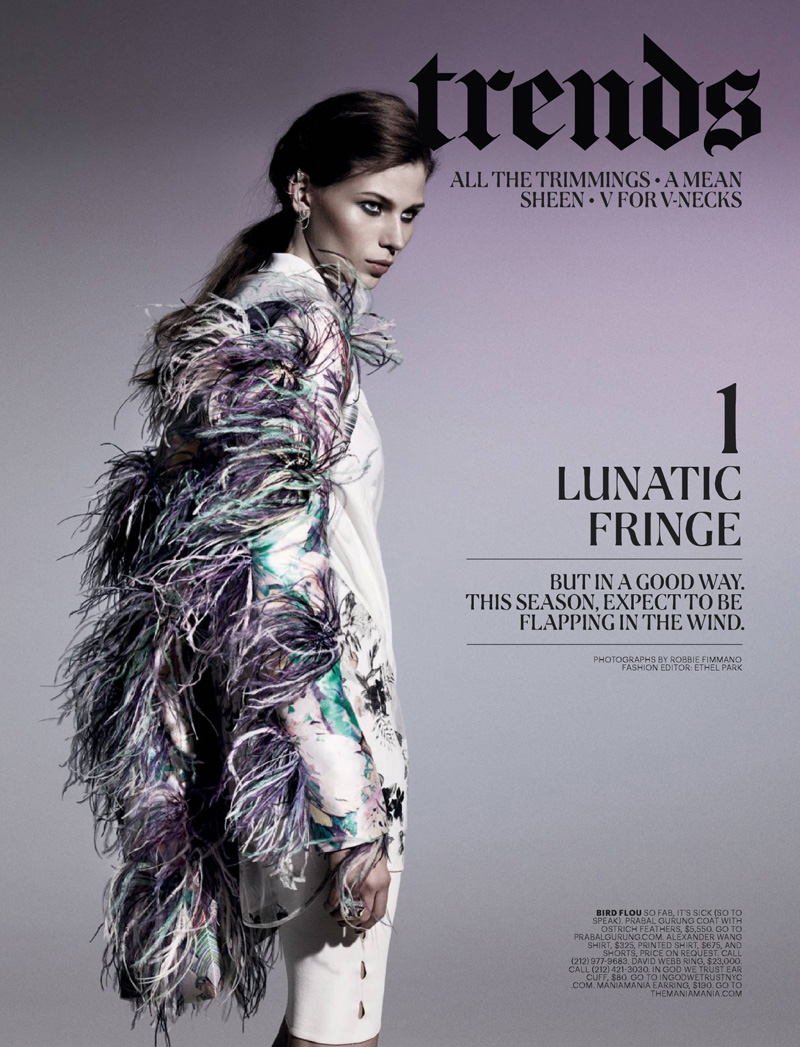 trends
ALL THE TRIMMINGS • A MEAN
SHEEN • V FOR V-NECKS
1
LUNATIC
FRINGE
BUT IN A GOOD WAY.
THIS SEASON, EXPECT TO BE
FLAPPING IN THE WIND.
PHOTOGRAPHS BY ROBBIE FIMMANO
FASHION EDITOR: ETHEL PARK
BIRD FLOU SO FAB, IT'S SICK (SO TO
SPEAK). PRABAL GURUNG COAT WITH
OSTRICH FEATHERS, $5,550. GO TO
PRABALGURUNG.COM. ALEXANDER WANG
SHIRT, $325, PRINTED SHIRT, $675, AND
SHORTS, PRICE ON REQUEST. CALL
(212) 977-9683. DAVID WEBB RING, $23,000.
CALL (212) 421-3030. IN GOD WE TRUST EAR
CUFF, $80. GO TO INGODWETRUSTNYC
.COM. MANIAMANIA EARRING, $190. GO TO
THEMANIAMANIA.COM